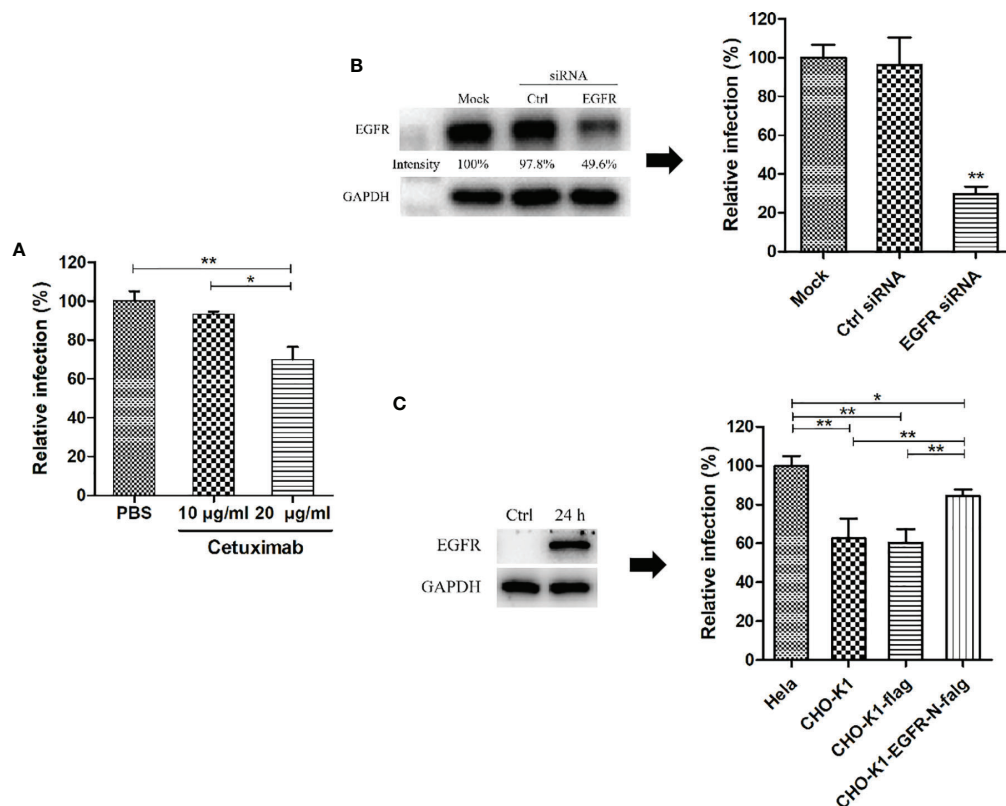 A
Relative infection (%)
120
100
80
60
40
20
0
**
*
PBS
10 µg/ml 20 µg/ml
Cetuximab
B
siRNA
Mock Ctrl EGFR
EGFR
Intensity 100% 97.8% 49.6%
GAPDH
Relative infection (%)
120
100
80
60
40
20
0
**
Mock
Ctrl siRNA
EGFR siRNA
C
Ctrl 24 h
EGFR
GAPDH
Relative infection (%)
120
100
80
60
40
20
0
*
**
**
**
**
Hela
CHO-K1
CHO-K1-flag
CHO-K1-EGFR-N-falg